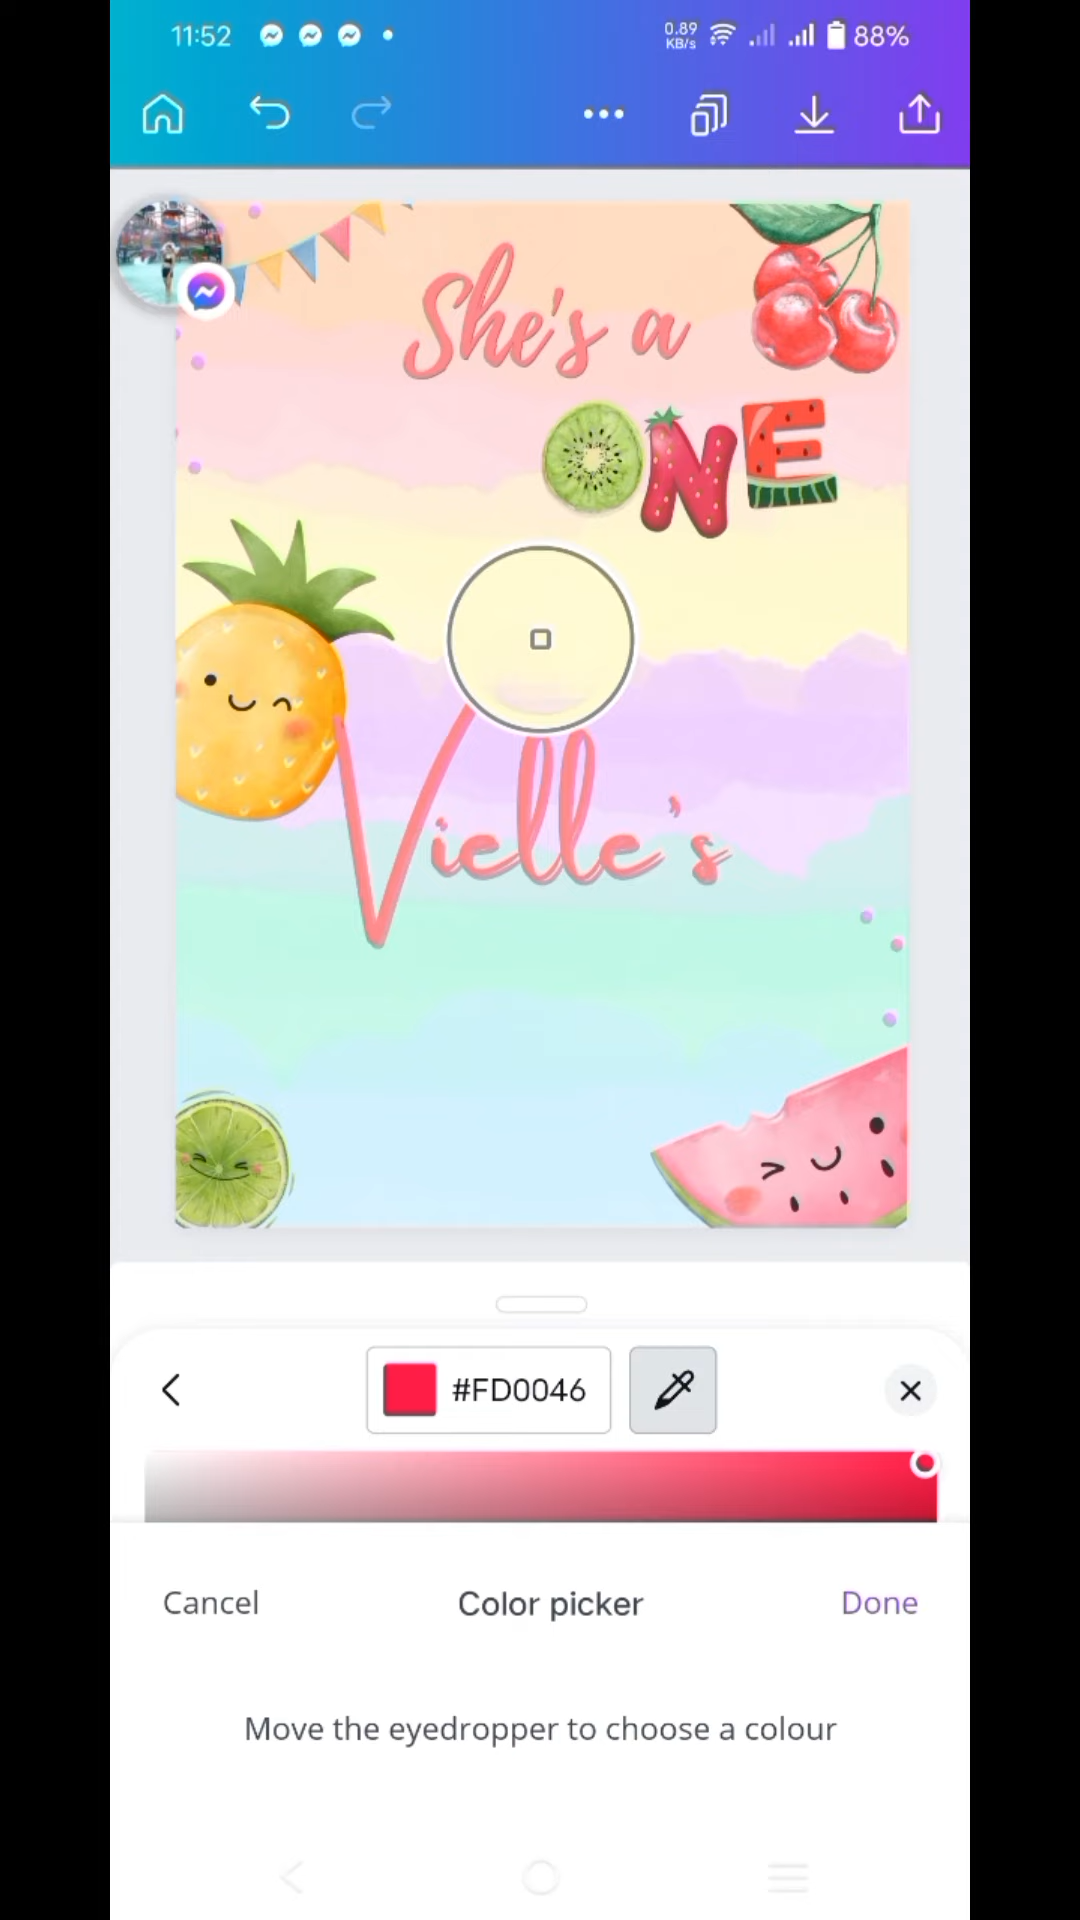 11:52
0.89
KB/s
88%
She's a
ONE
Vielle's
#FD0046
Cancel
Color picker
Done
Move the eyedropper to choose a colour